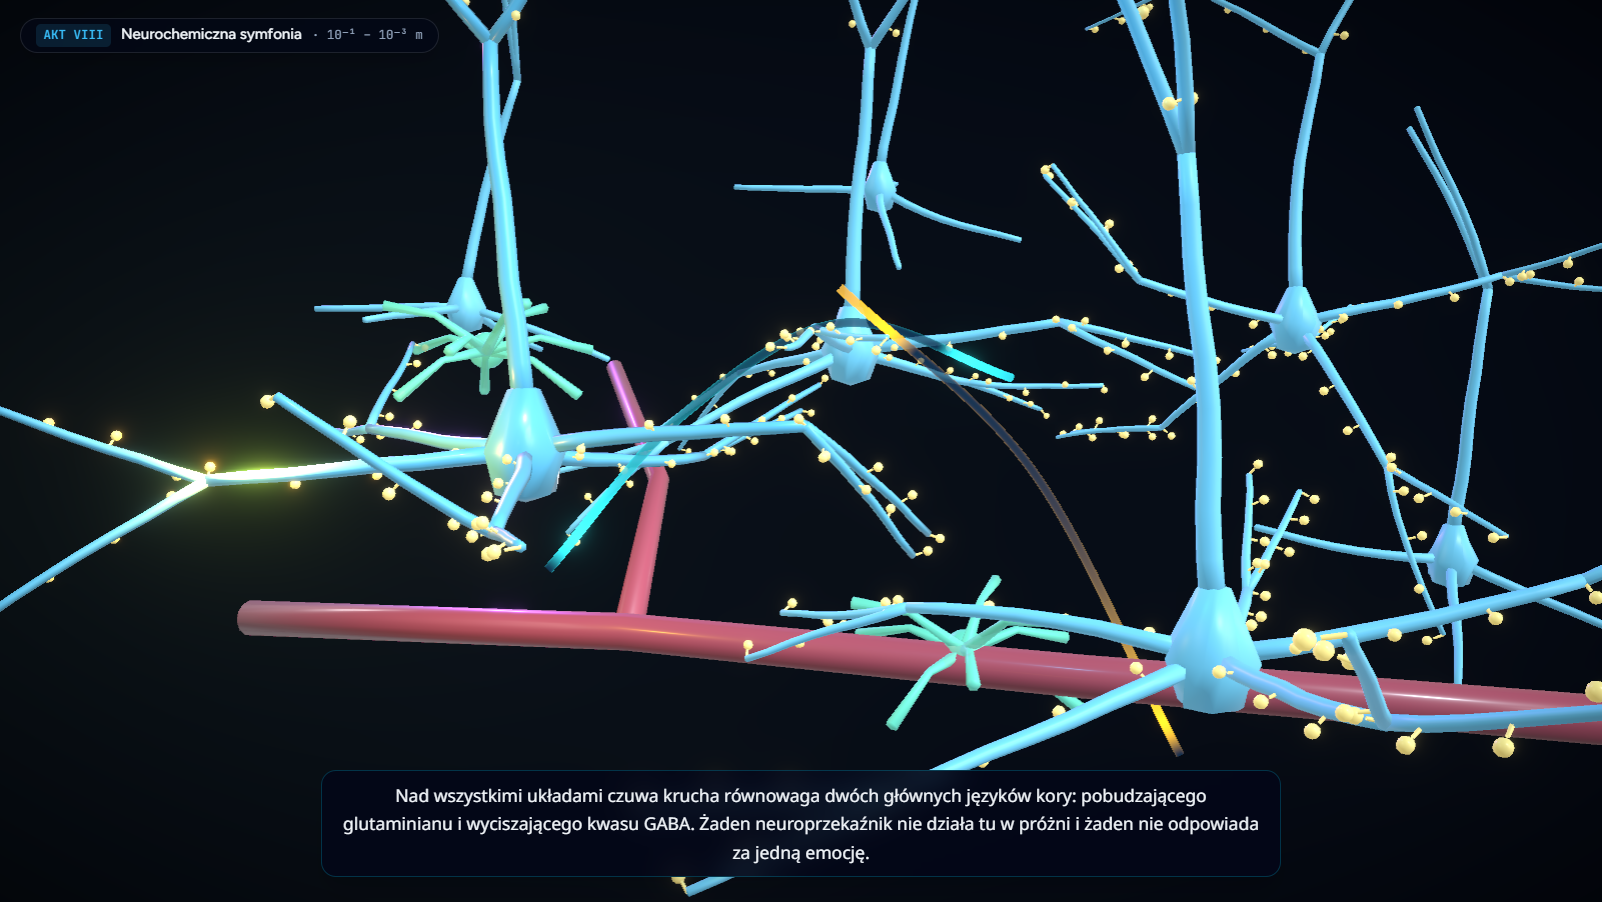 AKT VIII Neurochemiczna symfonia · 10⁻¹ – 10⁻³ m
Nad wszystkimi układami czuwa krucha równowaga dwóch głównych języków kory: pobudzającego
glutaminianu i wyciszającego kwasu GABA. Żaden neuroprzekaźnik nie działa tu w próżni i żaden nie odpowiada
za jedną emocję.